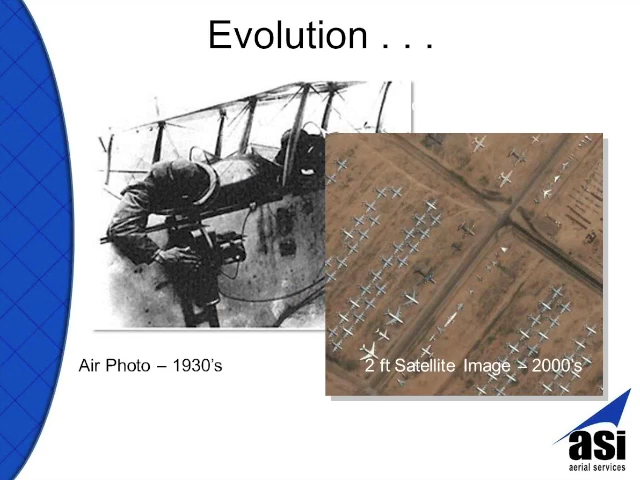 Evolution . . .
Air Photo – 1930's
2 ft Satellite Image – 2000's
asi
aerial services